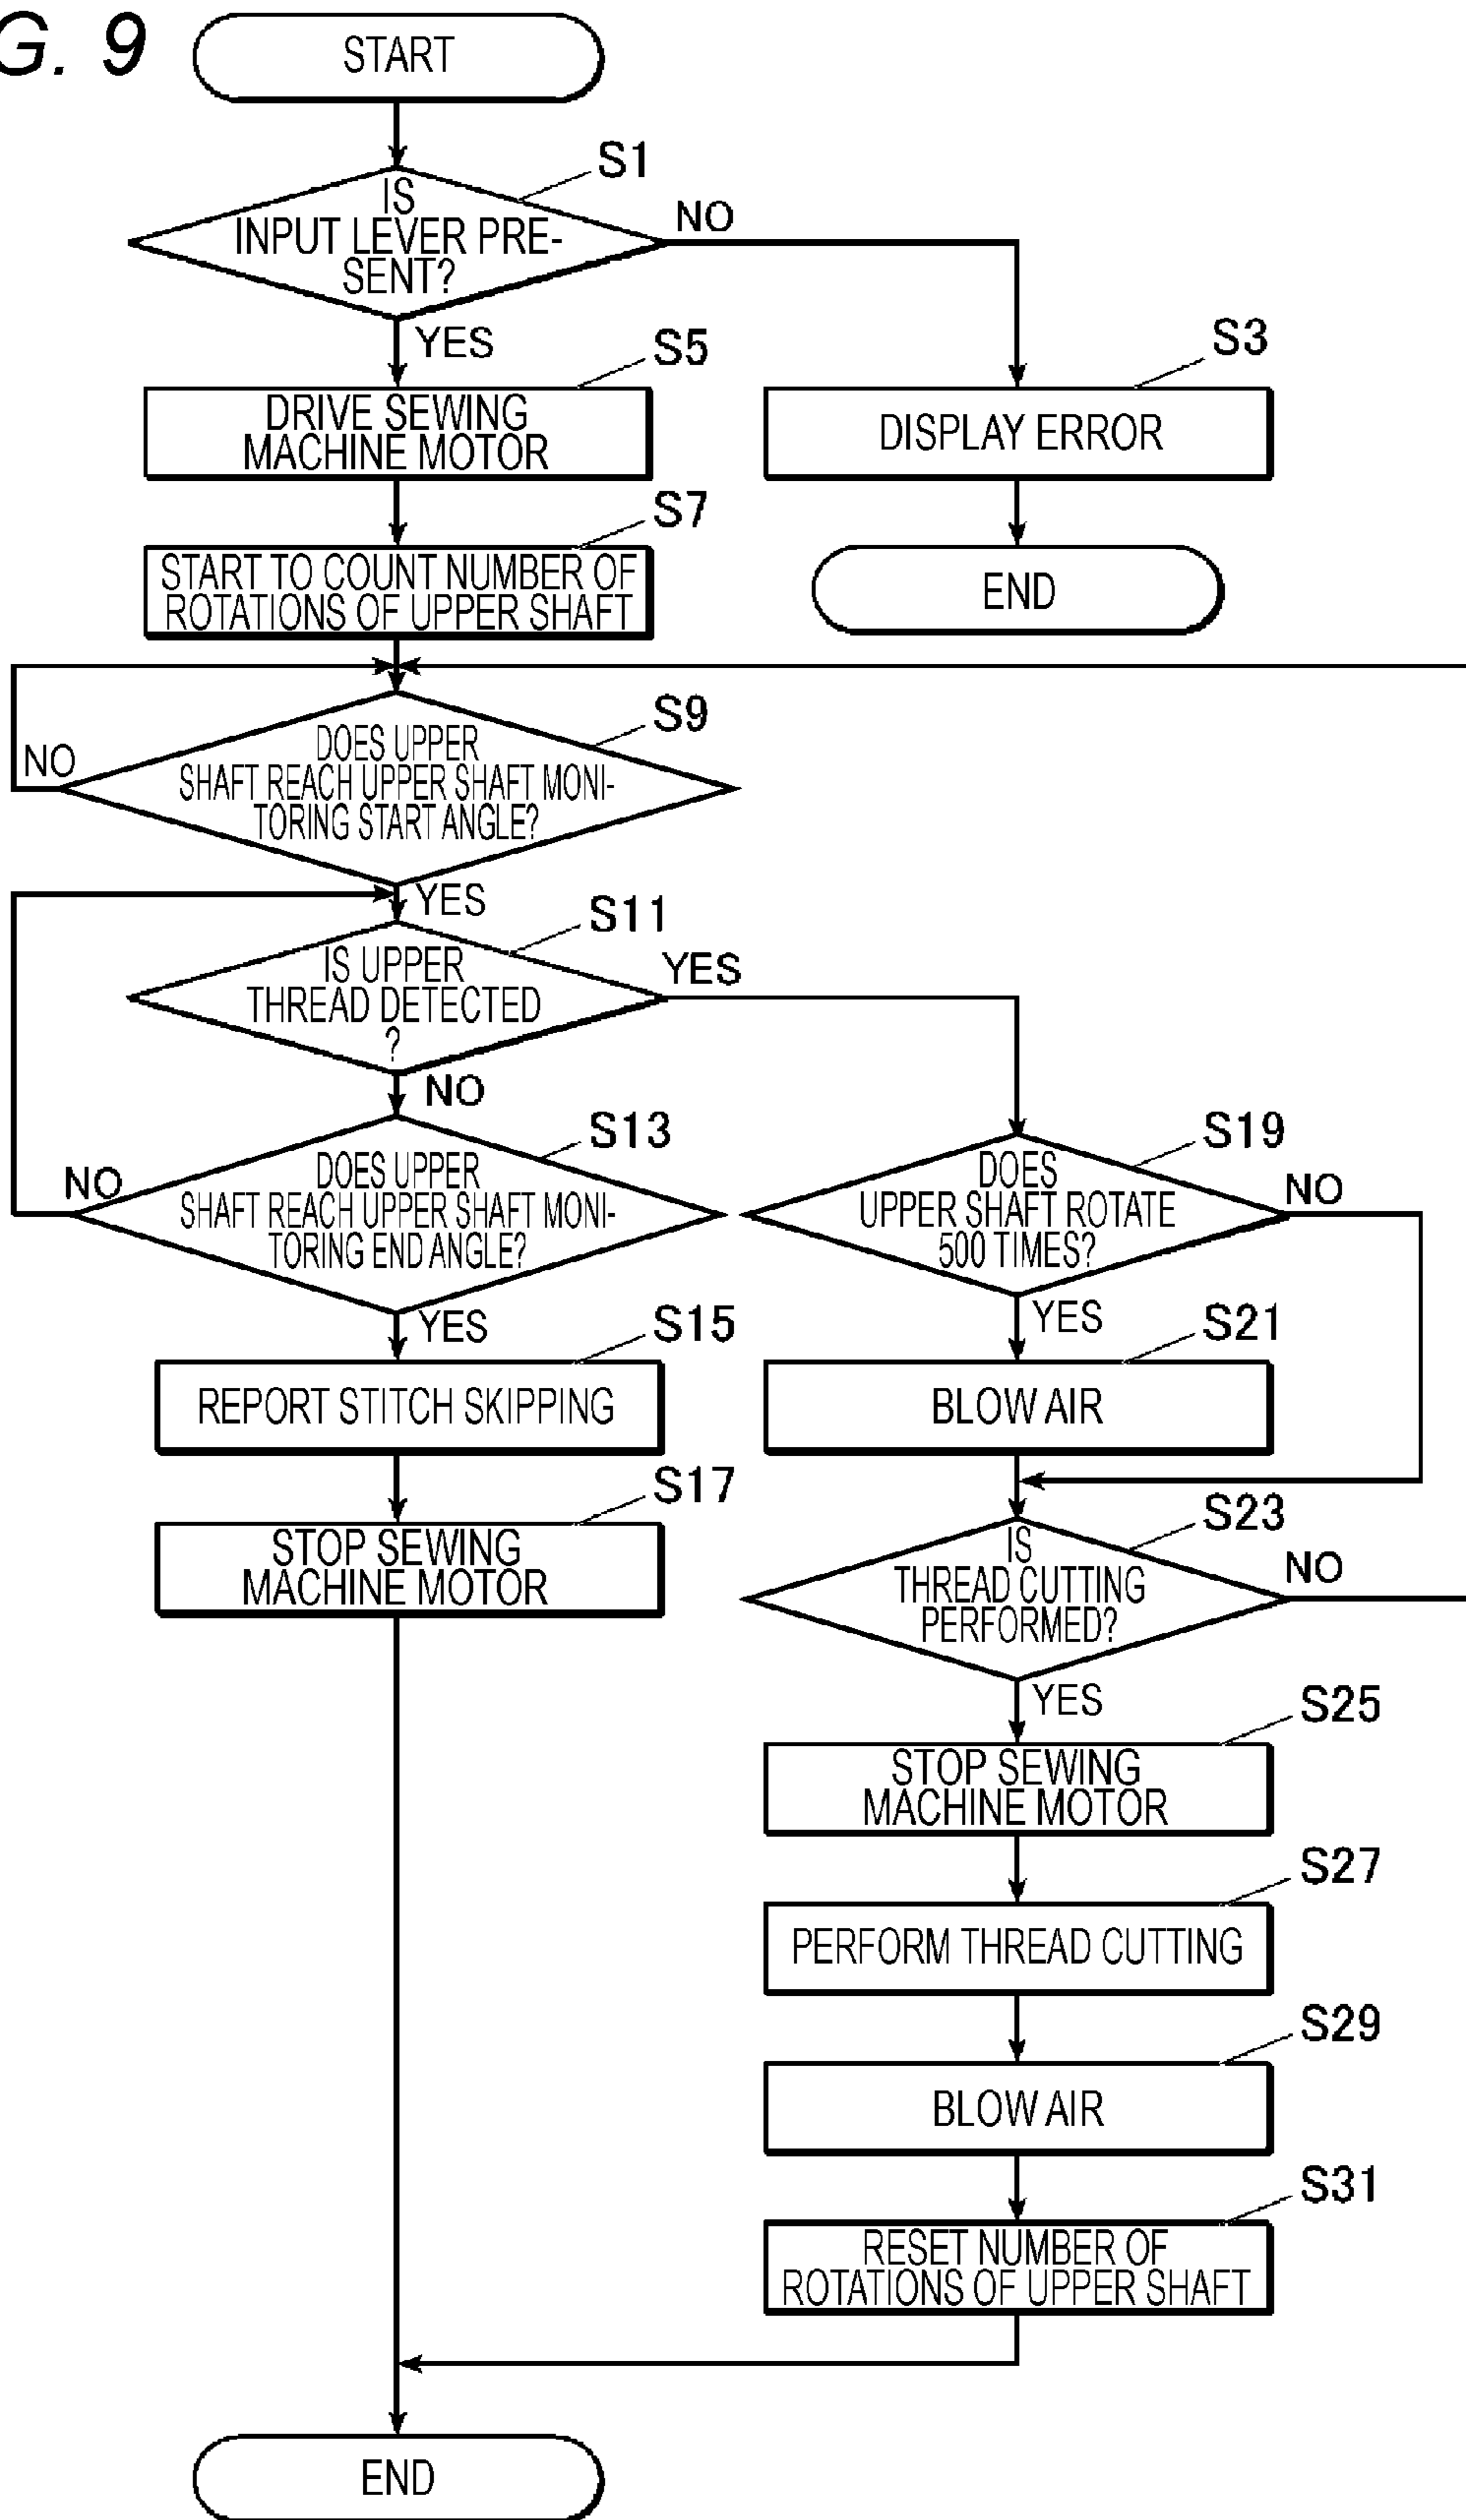 G. 9
START
S1
IS
INPUT LEVER PRE-
SENT?
NO
YES
S5
DRIVE SEWING
MACHINE MOTOR
S3
DISPLAY ERROR
S7
START TO COUNT NUMBER OF
ROTATIONS OF UPPER SHAFT
END
S9
DOES UPPER
SHAFT REACH UPPER SHAFT MONI-
TORING START ANGLE?
NO
YES
S11
IS UPPER
THREAD DETECTED
?
YES
NO
S13
DOES UPPER
SHAFT REACH UPPER SHAFT MONI-
TORING END ANGLE?
NO
YES
S19
DOES
UPPER SHAFT ROTATE
500 TIMES?
NO
YES
S15
REPORT STITCH SKIPPING
S21
BLOW AIR
S17
STOP SEWING
MACHINE MOTOR
S23
IS
THREAD CUTTING
PERFORMED?
NO
YES
S25
STOP SEWING
MACHINE MOTOR
S27
PERFORM THREAD CUTTING
S29
BLOW AIR
S31
RESET NUMBER OF
ROTATIONS OF UPPER SHAFT
END